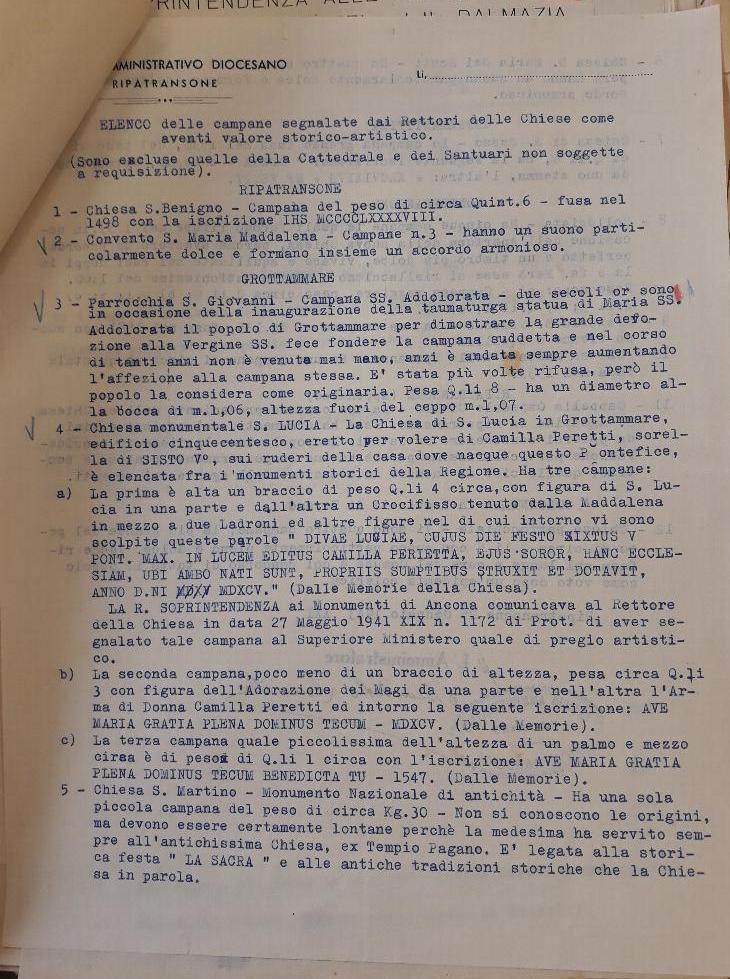 RINTENDENZA ALLE
DALMAZIA
AMMINISTRATIVO DIOCESANO
RIPATRANSONE
li,
ELENCO delle campane segnalate dai Rettori delle Chiese come
aventi valore storico-artistico.
(Sono escluse quelle della Cattedrale e dei Santuari non soggette
a requisizione).
RIPATRANSONE
1 - Chiesa S.Benigno - Campana del peso di circa Quint.6 - fusa nel
1498 con la iscrizione IHS MCCCCLXXXXVIII.
2 - Convento S. Maria Maddalena - Campane n.3 - hanno un suono parti-
colarmente dolce e formano insieme un accordo armonioso.
GROTTAMMARE
3 - Parrocchia S. Giovanni - Campana SS. Addolorata - due secoli or sono
in occasione della inaugurazione della taumaturga statua di Maria SS.
Addolorata il popolo di Grottammare per dimostrare la grande devo-
zione alla Vergine SS. fece fondere la campana suddetta e nel corso
di tanti anni non è venuta mai meno, anzi è andata sempre aumentando
l'affezione alla campana stessa. E' stata più volte rifusa, però il
popolo la considera come originaria. Pesa Q.li 8 - ha un diametro al-
la bocca di m.1,06, altezza fuori del ceppo m.1,07.
4 - Chiesa monumentale S. LUCIA - La Chiesa di S. Lucia in Grottammare,
edificio cinquecentesco, eretto per volere di Camilla Peretti, sorel-
la di SISTO V°, sui ruderi della casa dove nacque questo Pontefice,
è elencata fra i monumenti storici della Regione. Ha tre campane:
a) La prima è alta un braccio di peso Q.li 4 circa,con figura di S. Lu-
cia in una parte e dall'altra un Crocifisso tenuto dalla Maddalena
in mezzo a due Ladroni ed altre figure nel di cui intorno vi sono
scolpite queste parole " DIVAE LUCIAE, CUJUS DIE FESTO SIXTUS V
PONT. MAX. IN LUCEM EDITUS CAMILLA PERIETTA, EJUS SOROR, HANC ECCLE-
SIAM, UBI AMBO NATI SUNT, PROPRIIS SUMPTIBUS STRUXIT ET DOTAVIT,
ANNO D.NI MDXCV." (Dalle Memorie della Chiesa).
LA R. SOPRINTENDENZA ai Monumenti di Ancona comunicava al Rettore
della Chiesa in data 27 Maggio 1941 XIX n. 1172 di Prot. di aver se-
gnalato tale campana al Superiore Ministero quale di pregio artisti-
co.
b) La seconda campana,poco meno di un braccio di altezza, pesa circa Q.li
3 con figura dell'Adorazione dei Magi da una parte e nell'altra l'Ar-
ma di Donna Camilla Peretti ed intorno la seguente iscrizione: AVE
MARIA GRATIA PLENA DOMINUS TECUM - MDXCV. (Dalle Memorie).
c) La terza campana quale piccolissima dell'altezza di un palmo e mezzo
circa è di peso di Q.li 1 circa con l'iscrizione: AVE MARIA GRATIA
PLENA DOMINUS TECUM BENEDICTA TU - 1547. (Dalle Memorie).
5 - Chiesa S. Martino - Monumento Nazionale di antichità - Ha una sola
piccola campana del peso di circa Kg.30 - Non si conoscono le origini,
ma devono essere certamente lontane perchè la medesima ha servito sem-
pre all'antichissima Chiesa, ex Tempio Pagano. E' legata alla stori-
ca festa " LA SACRA " e alle antiche tradizioni storiche che la Chie-
sa in parola.